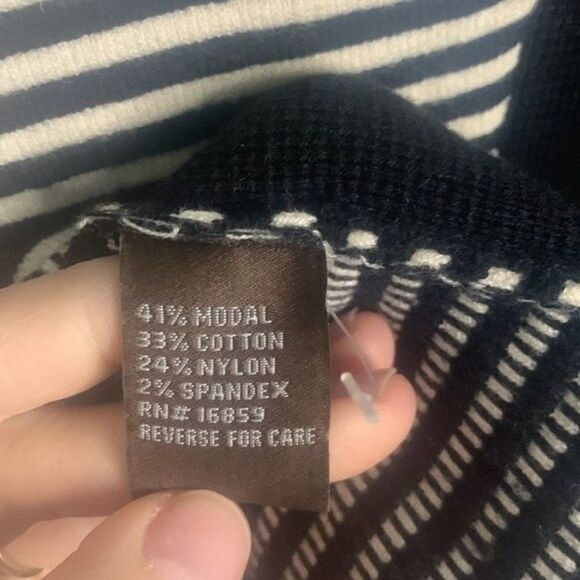 41% MODAL
33% COTTON
24% NYLON
2% SPANDEX
RN# 16859
REVERSE FOR CARE